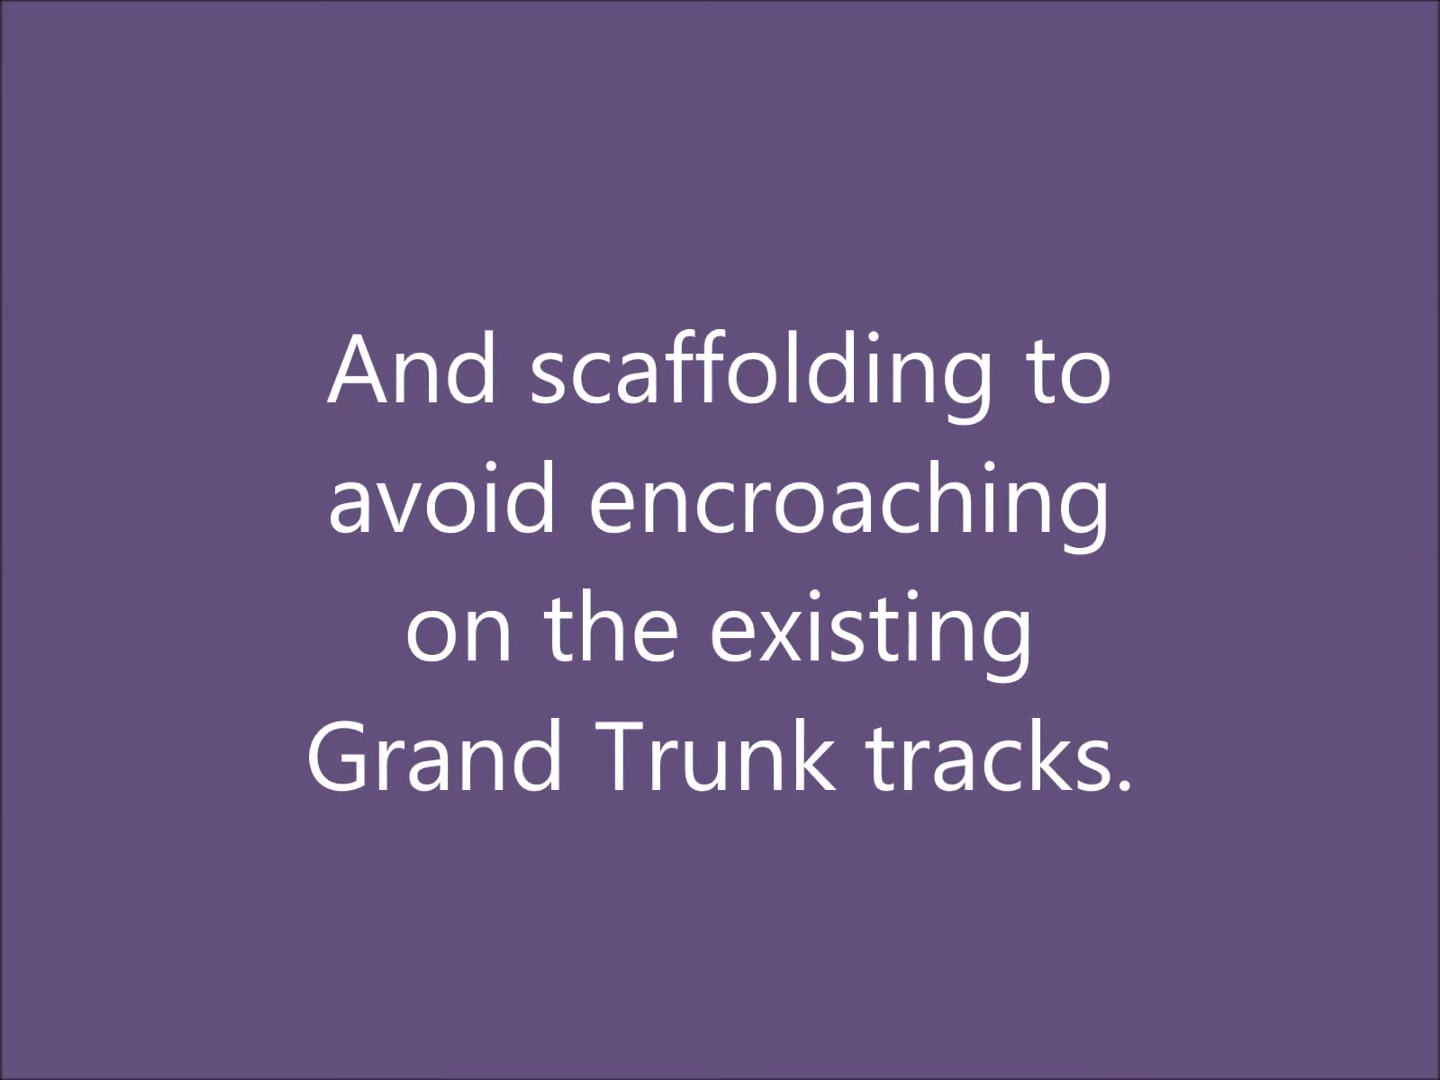 And scaffolding to
avoid encroaching
on the existing
Grand Trunk tracks.